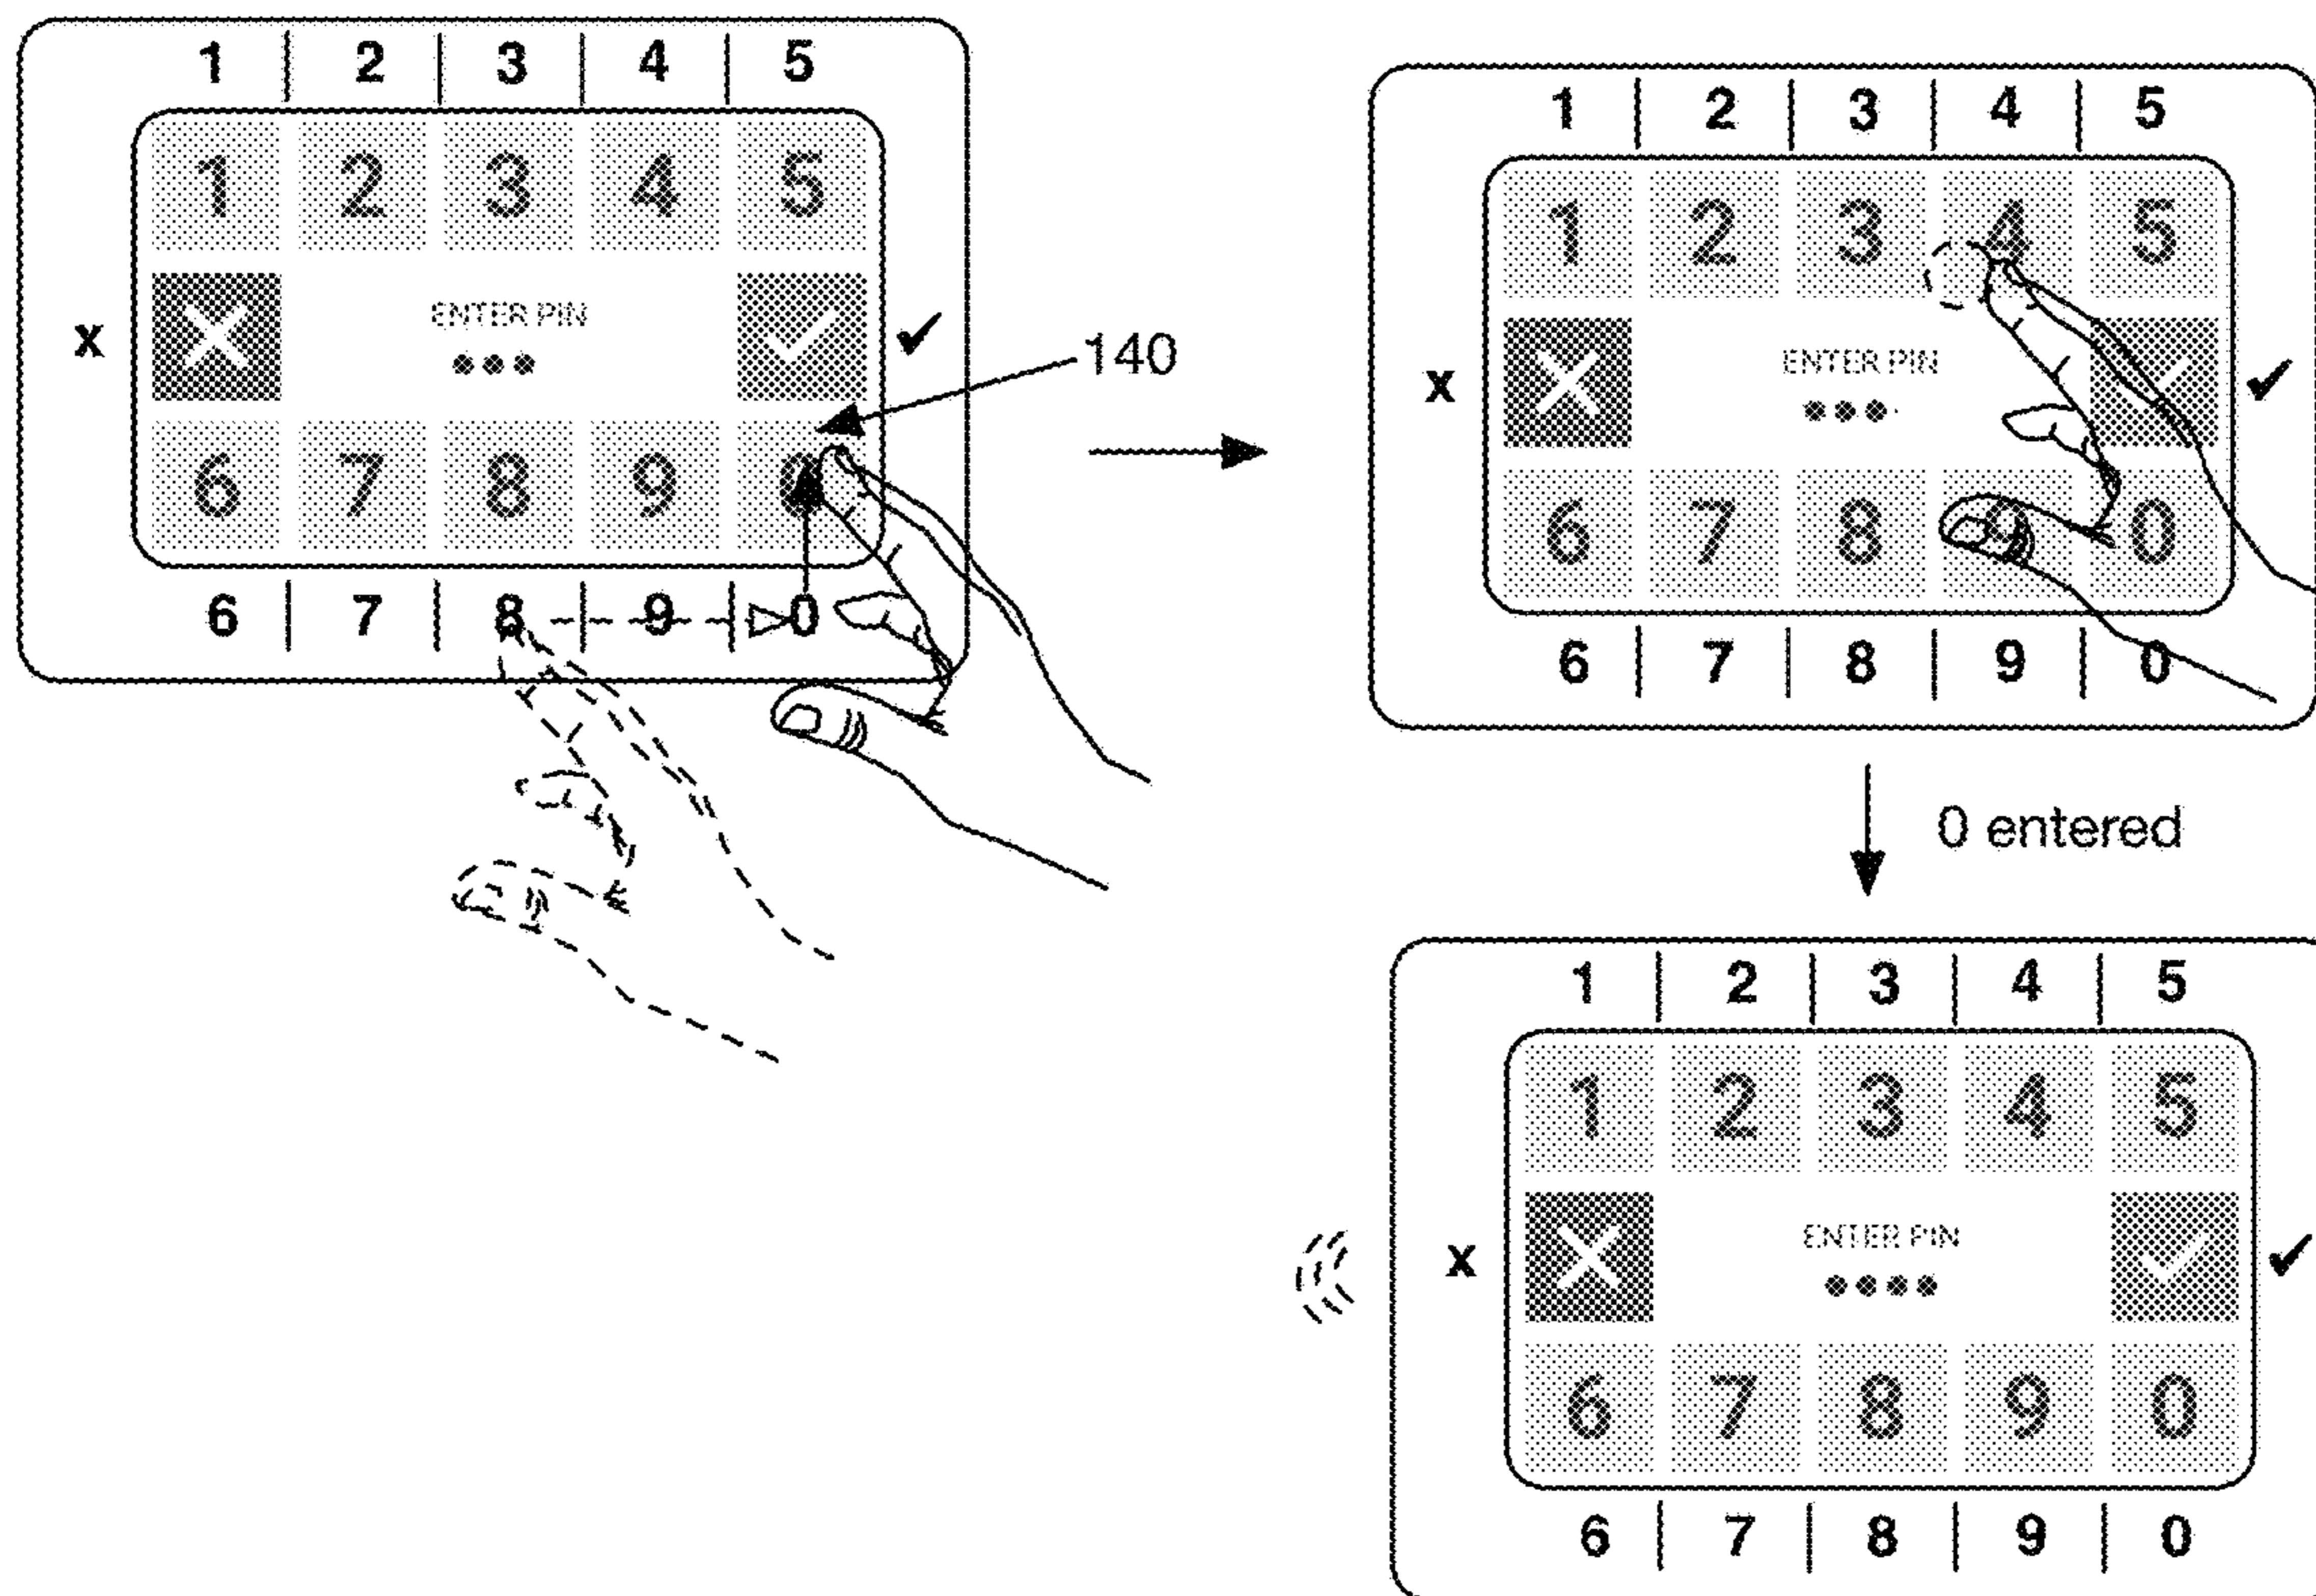 1 | 2 | 3 | 4 | 5
1 2 3 4 5
x ENTER PIN ✔
6 7 8 0
6 | 7 | 8 | 9 | 0
140
1 | 2 | 3 | 4 | 5
1 2 3 4 5
x ENTER PIN ✔
6 7 8 9 0
6 | 7 | 8 | 9 | 0
0 entered
1 | 2 | 3 | 4 | 5
1 2 3 4 5
x ENTER PIN ✔
6 7 8 9 0
6 | 7 | 8 | 9 | 0